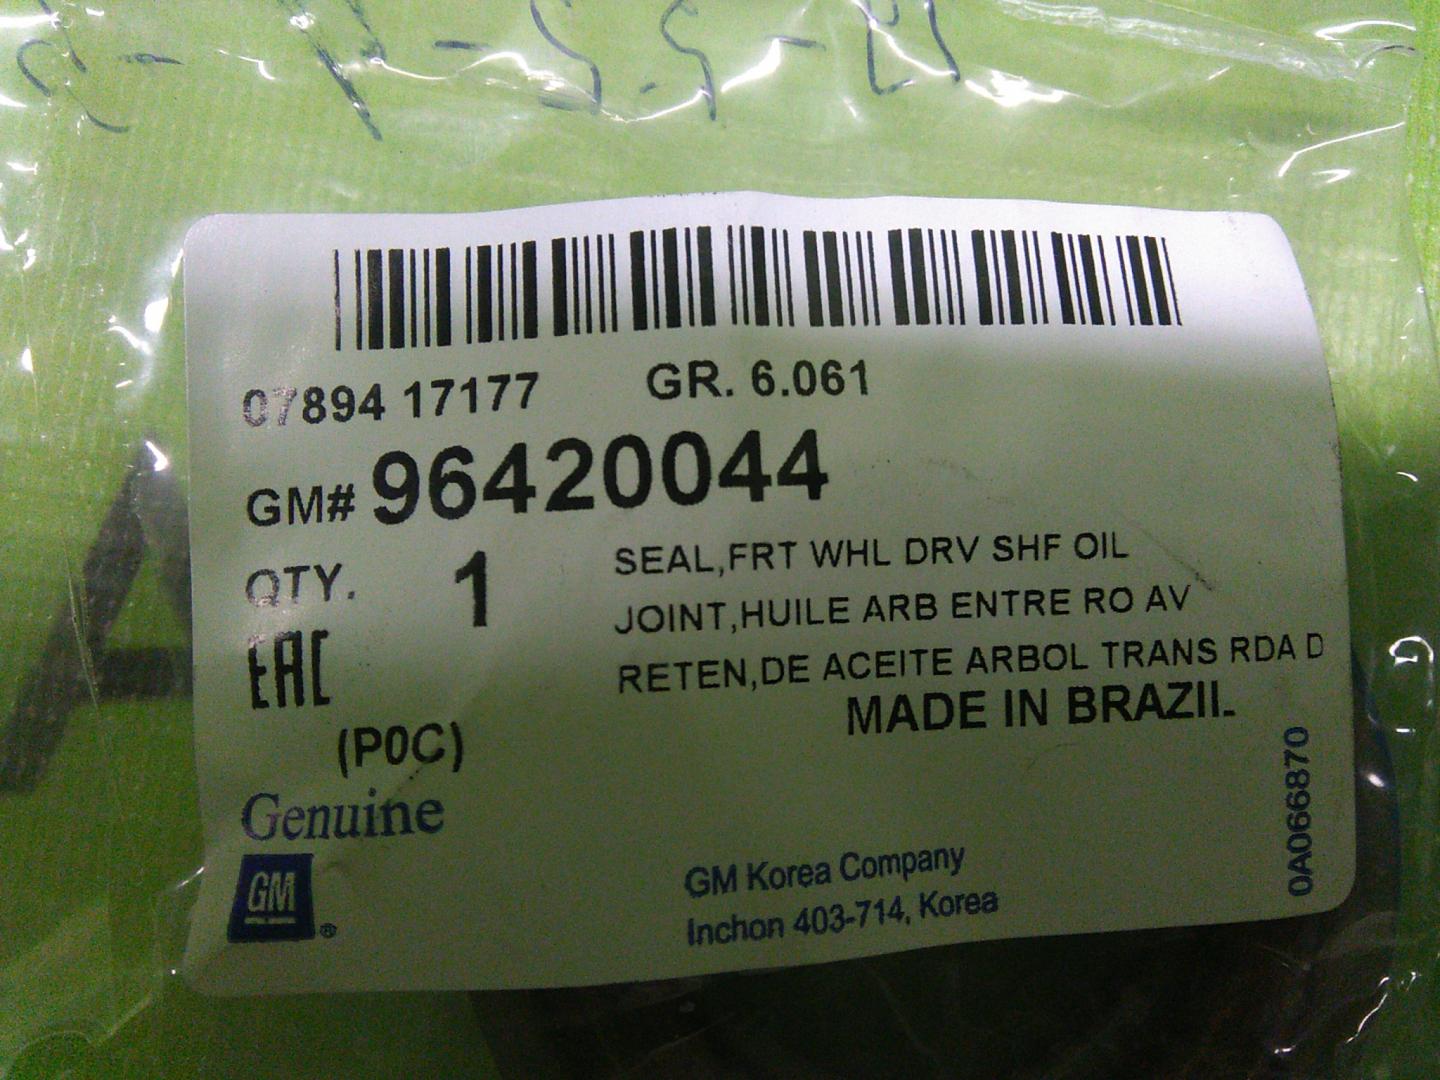 07894 17177 GR. 6.061
GM# 96420044
QTY. 1
SEAL,FRT WHL DRV SHF OIL
JOINT,HUILE ARB ENTRE RO AV
RETEN,DE ACEITE ARBOL TRANS RDA D
MADE IN BRAZIL
EAC
(P0C)
Genuine
GM ®
GM Korea Company
Inchon 403-714, Korea
0A066870